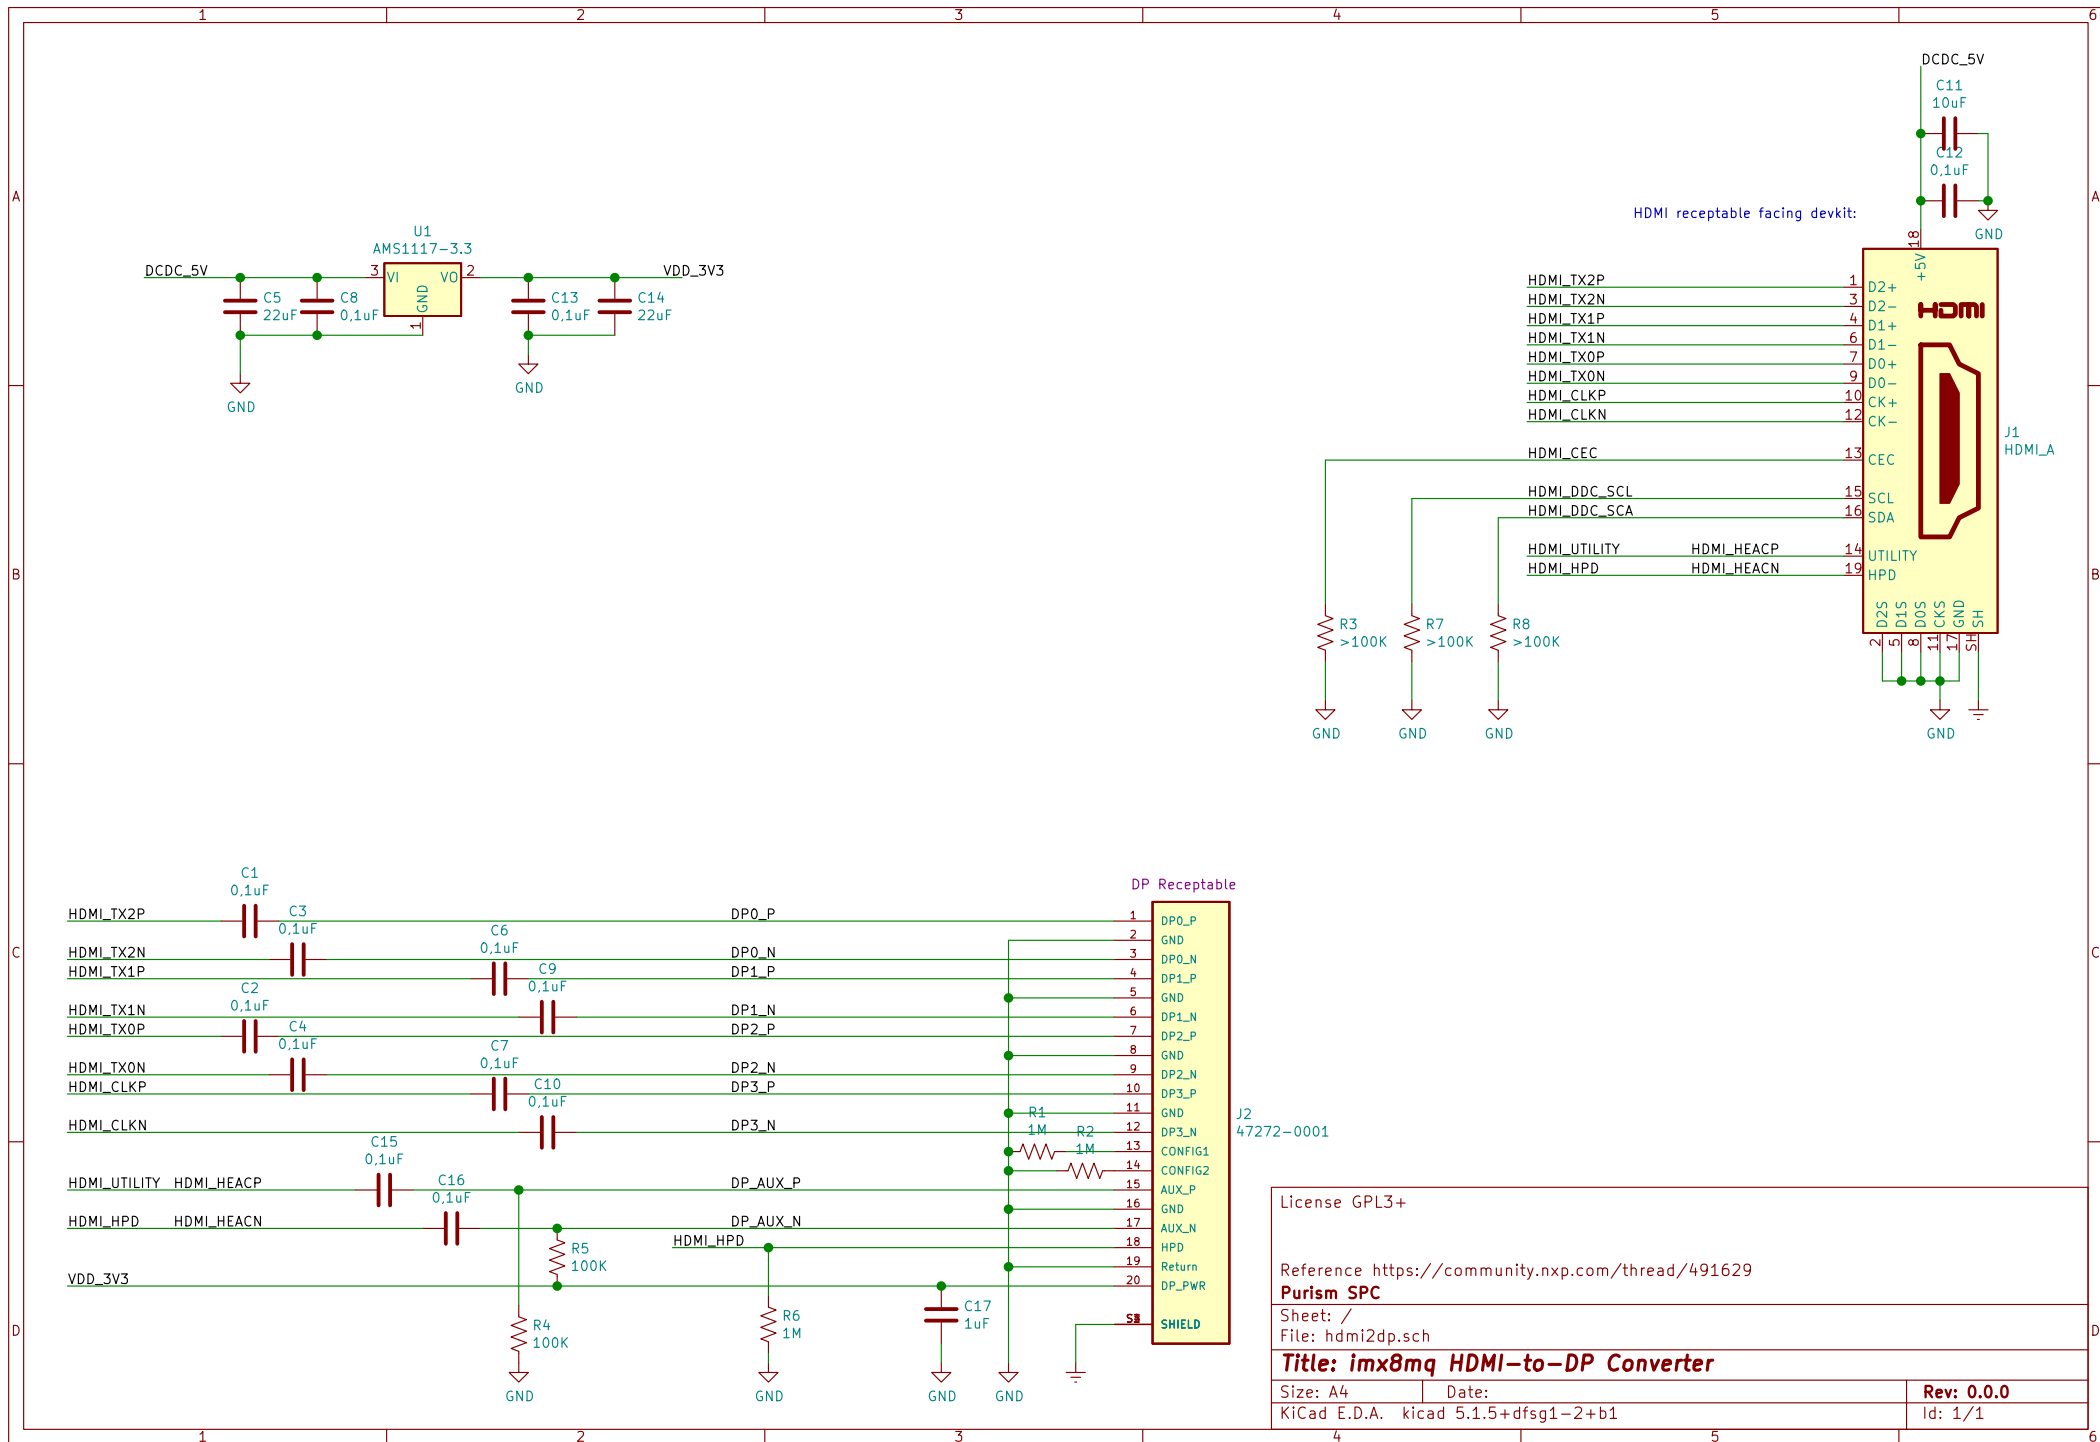 1 2 3 4 5 6
A
B
C
D
A
B
C
D
1 2 3 4 5 6
U1
AMS1117-3.3
DCDC_5V
3 VI
VO 2
GND
1
VDD_3V3
C5
22uF
C8
0,1uF
C13
0,1uF
C14
22uF
GND
GND
DCDC_5V
C11
10uF
C12
0,1uF
GND
HDMI receptable facing devkit:
18
+5V
HDMI
HDMI_TX2P 1 D2+
HDMI_TX2N 3 D2-
HDMI_TX1P 4 D1+
HDMI_TX1N 6 D1-
HDMI_TX0P 7 D0+
HDMI_TX0N 9 D0-
HDMI_CLKP 10 CK+
HDMI_CLKN 12 CK-
J1
HDMI_A
HDMI_CEC 13 CEC
HDMI_DDC_SCL 15 SCL
HDMI_DDC_SCA 16 SDA
HDMI_UTILITY HDMI_HEACP 14 UTILITY
HDMI_HPD HDMI_HEACN 19 HPD
D2S D1S D0S CKS GND SH
2 5 8 11 17 SH
R3
>100K
R7
>100K
R8
>100K
GND
GND
GND
GND
DP Receptable
C1
0,1uF
HDMI_TX2P DP0_P 1 DP0_P
2 GND
C3
0,1uF
HDMI_TX2N DP0_N 3 DP0_N
C6
0,1uF
HDMI_TX1P DP1_P 4 DP1_P
5 GND
C9
0,1uF
HDMI_TX1N DP1_N 6 DP1_N
C2
0,1uF
HDMI_TX0P DP2_P 7 DP2_P
8 GND
C4
0,1uF
HDMI_TX0N DP2_N 9 DP2_N
C7
0,1uF
HDMI_CLKP DP3_P 10 DP3_P
11 GND
C10
0,1uF
HDMI_CLKN DP3_N 12 DP3_N
R1
1M
13 CONFIG1
R2
1M
14 CONFIG2
J2
47272-0001
C15
0,1uF
HDMI_UTILITY HDMI_HEACP DP_AUX_P 15 AUX_P
16 GND
C16
0,1uF
HDMI_HPD HDMI_HEACN DP_AUX_N 17 AUX_N
HDMI_HPD 18 HPD
R5
100K
19 Return
VDD_3V3 20 DP_PWR
SHIELD
R4
100K
R6
1M
C17
1uF
GND
GND
GND
GND
License GPL3+
Reference https://community.nxp.com/thread/491629
Purism SPC
Sheet: /
File: hdmi2dp.sch
Title: imx8mq HDMI-to-DP Converter
Size: A4 Date: Rev: 0.0.0
KiCad E.D.A. kicad 5.1.5+dfsg1-2+b1 Id: 1/1